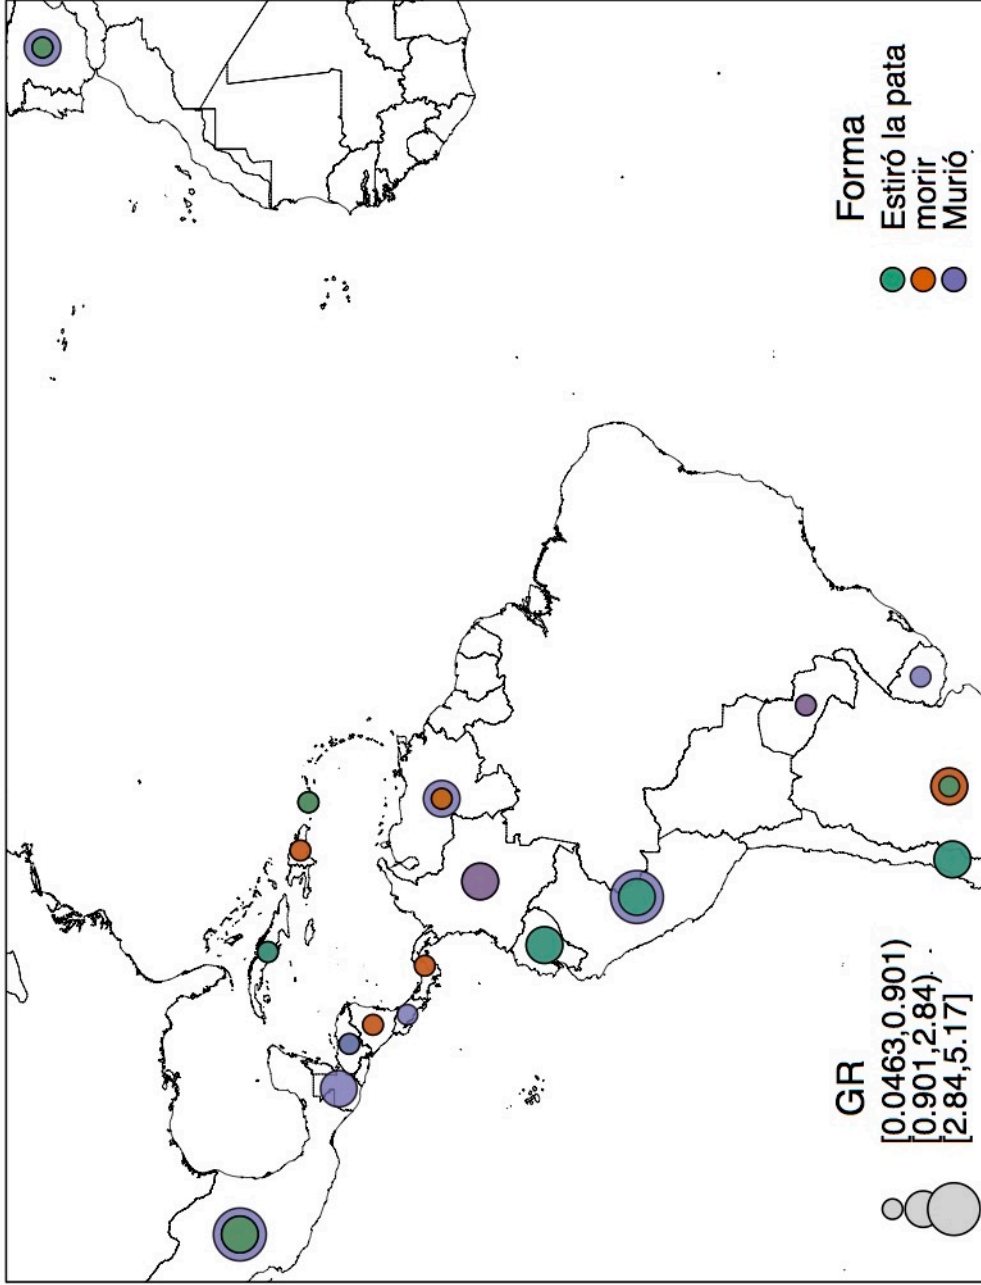 GR
[0.0463,0.901)
[0.901,2.84)
[2.84,5.17]
Forma
Estiró la pata
morir
Murió